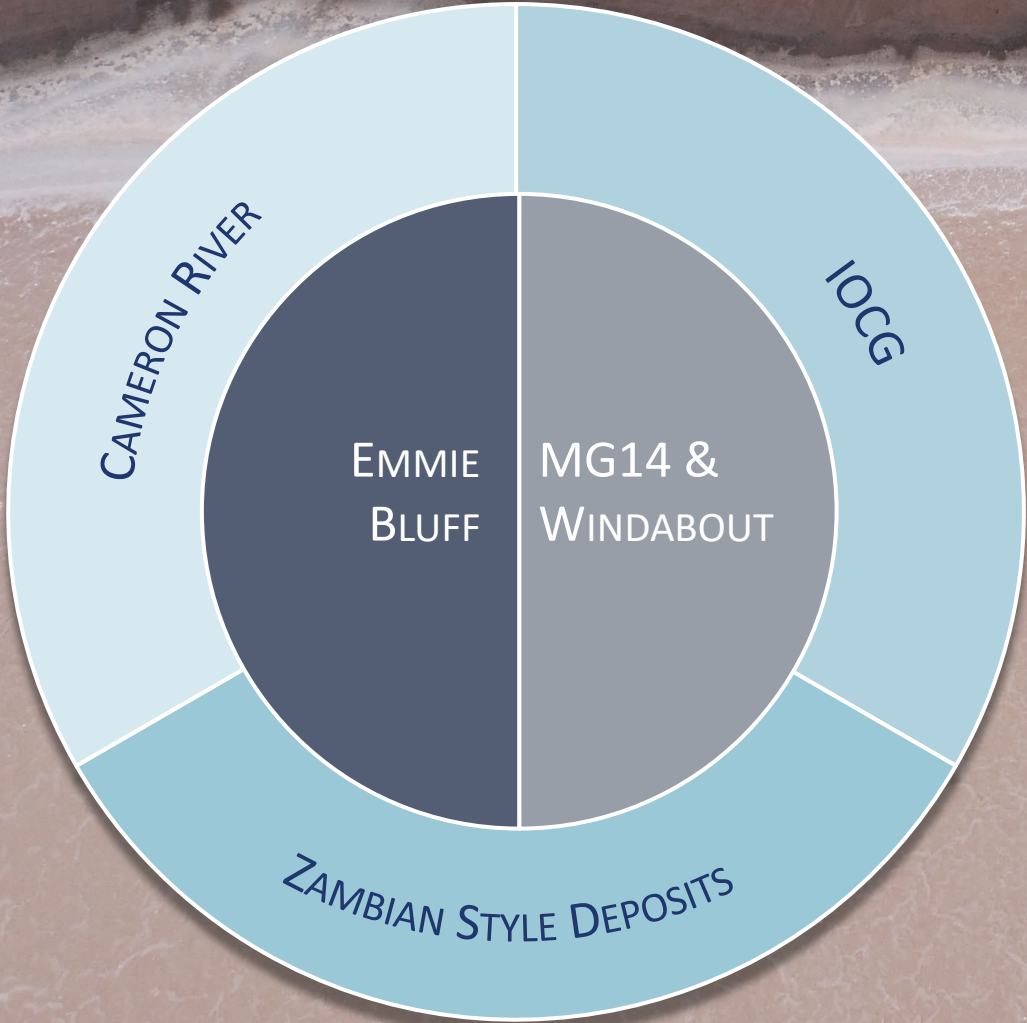 CAMERON RIVER
IOCG
EMMIE
BLUFF
MG14 &
WINDABOUT
ZAMBIAN STYLE DEPOSITS